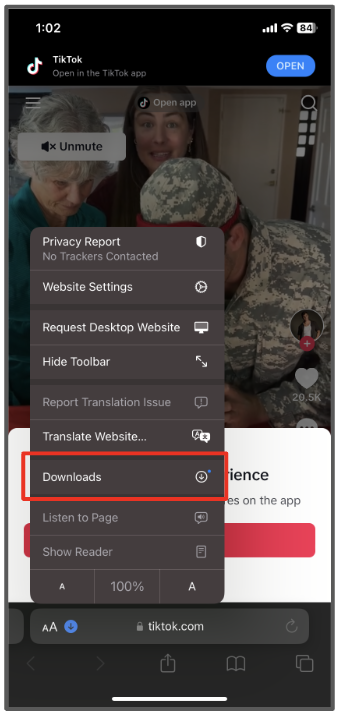 1:02
84
TikTok
Open in the TikTok app
OPEN
Open app
Unmute
Privacy Report
No Trackers Contacted
Website Settings
Request Desktop Website
Hide Toolbar
20.5K
Report Translation Issue
Translate Website...
Downloads
rience
es on the app
Listen to Page
Show Reader
A
100%
A
AA
tiktok.com